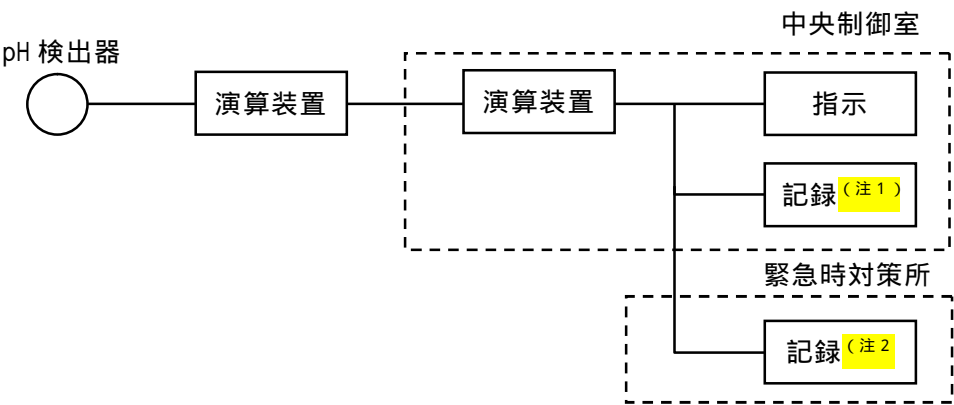 中央制御室
pH 検出器
演算装置
演算装置
指示
記録(注1)
緊急時対策所
記録(注2